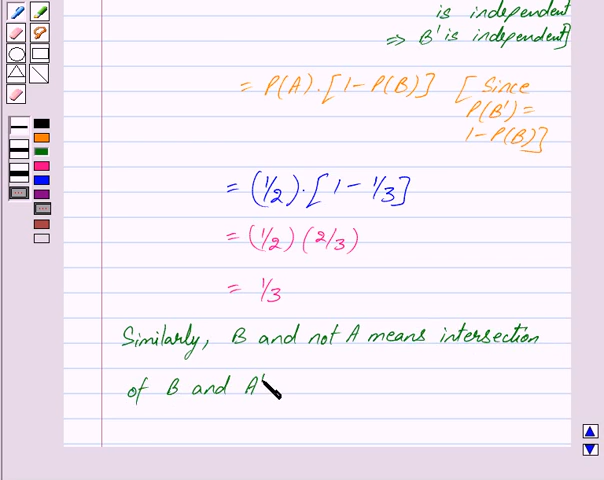 is independent
=> B' is independent]
= P(A).[1-P(B)] [Since
P(B')=
1-P(B)]
= (1/2).[1-1/3]
= (1/2)(2/3)
= 1/3
Similarly, B and not A means intersection
of B and A'